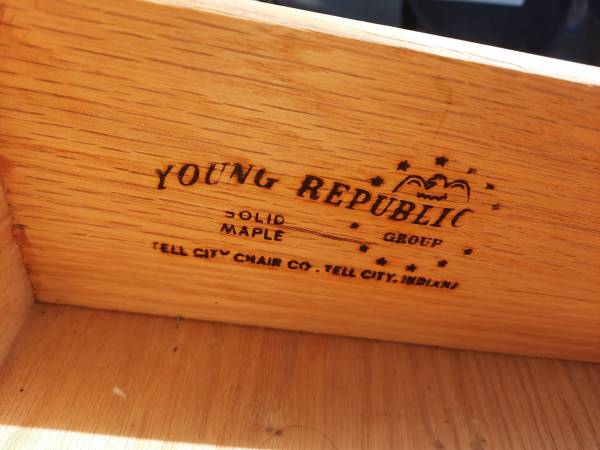 YOUNG REPUBLIC
SOLID
MAPLE
GROUP
TELL CITY CHAIR CO. TELL CITY, INDIANA